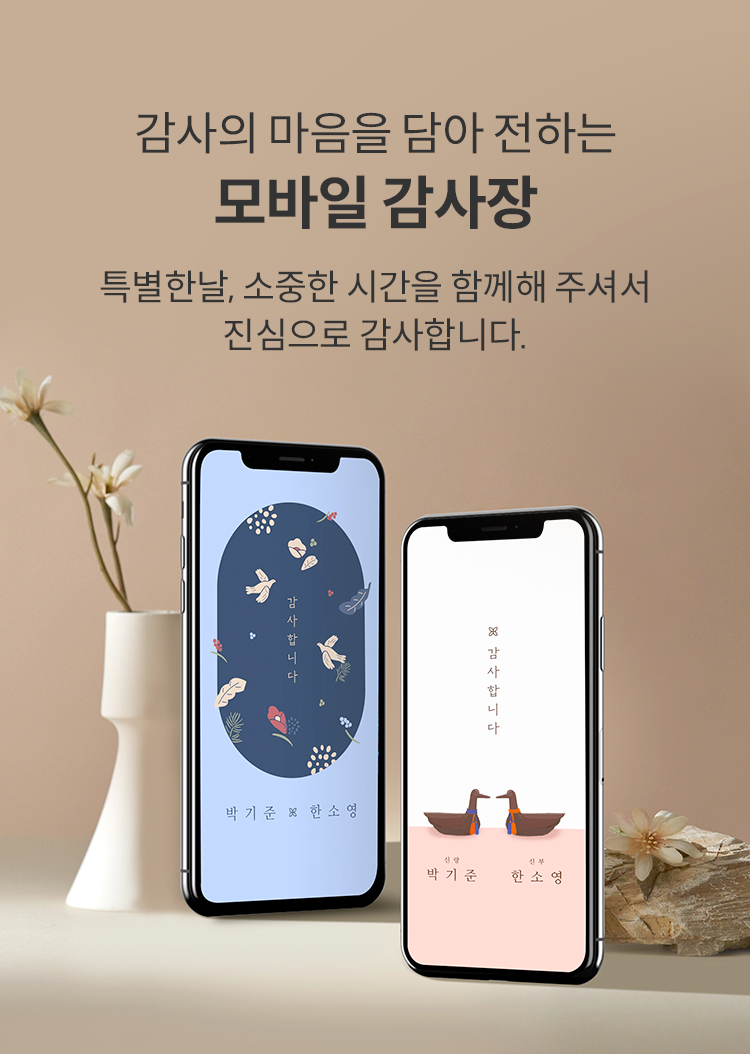 감사의 마음을 담아 전하는
모바일 감사장
특별한날, 소중한 시간을 함께해 주셔서
진심으로 감사합니다.
감사합니다
박기준 한소영
감사합니다
신랑 신부
박기준 한소영